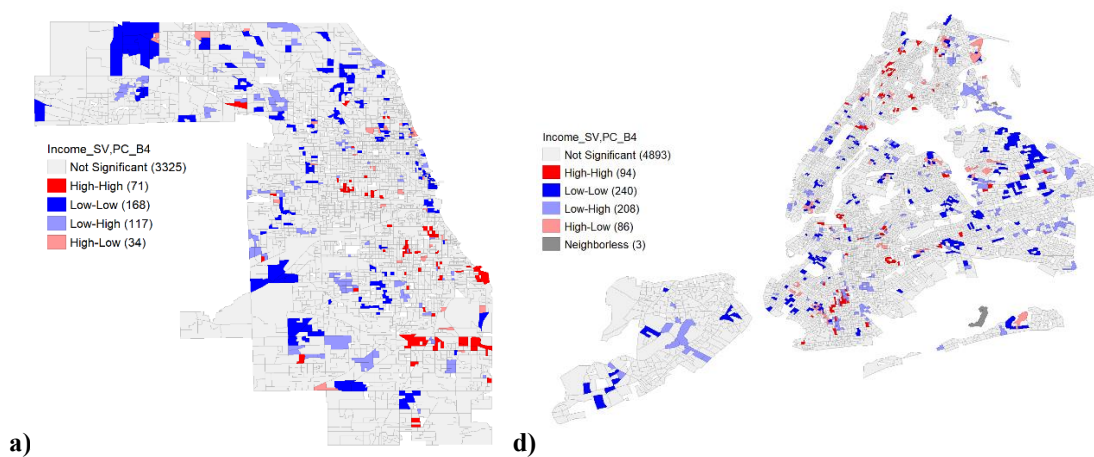 Income_SV,PC_B4
Not Significant (3325)
High-High (71)
Low-Low (168)
Low-High (117)
High-Low (34)
a)
Income_SV,PC_B4
Not Significant (4893)
High-High (94)
Low-Low (240)
Low-High (208)
High-Low (86)
Neighborless (3)
d)